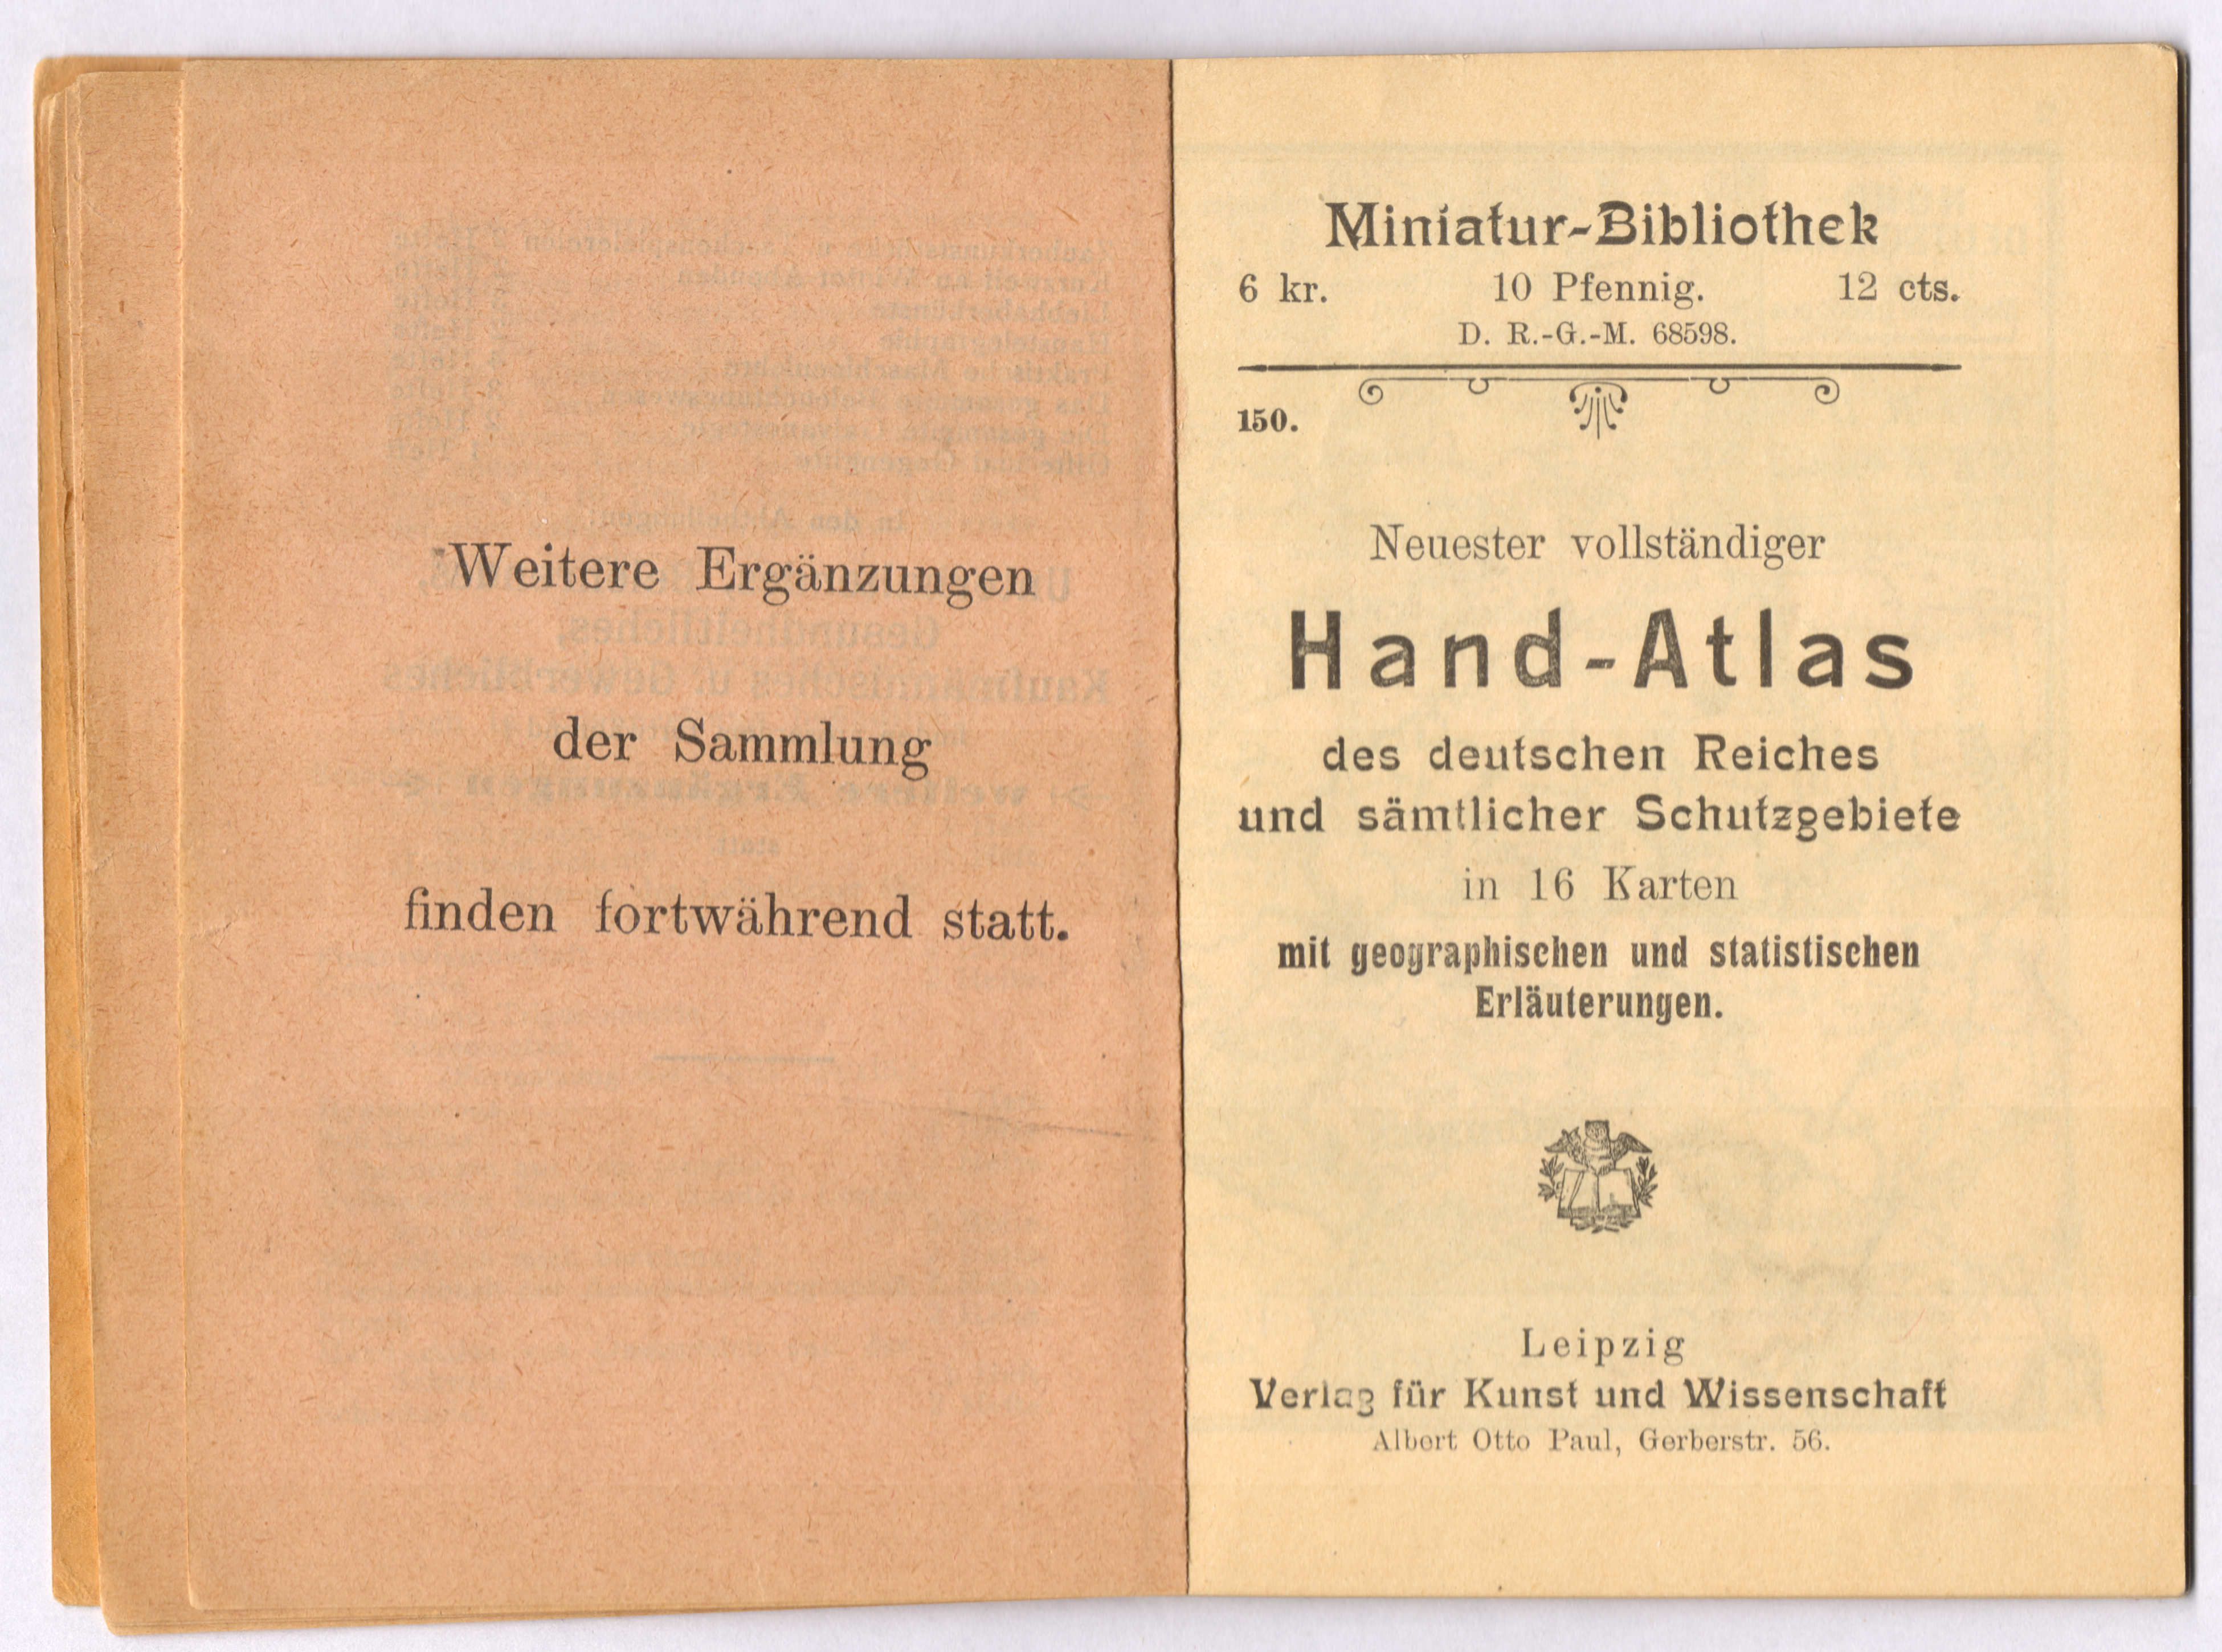 Weitere Ergänzungen
der Sammlung
finden fortwährend statt.
Miniatur-Bibliothek
6 kr. 10 Pfennig. 12 cts.
D. R.-G.-M. 68598.
150.
Neuester vollständiger
Hand-Atlas
des deutschen Reiches
und sämtlicher Schutzgebiete
in 16 Karten
mit geographischen und statistischen
Erläuterungen.
Leipzig
Verlag für Kunst und Wissenschaft
Albert Otto Paul, Gerberstr. 56.